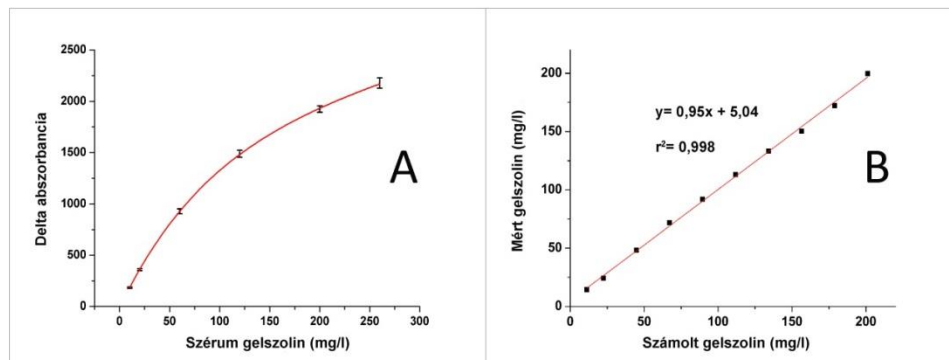 2500
2000
1500
1000
500
0
0 50 100 150 200 250 300
Delta abszorbancia
Szérum gelszolin (mg/l)
A
200
150
100
50
0
0 50 100 150 200
Mért gelszolin (mg/l)
Számolt gelszolin (mg/l)
y= 0,95x + 5,04
r²= 0,998
B